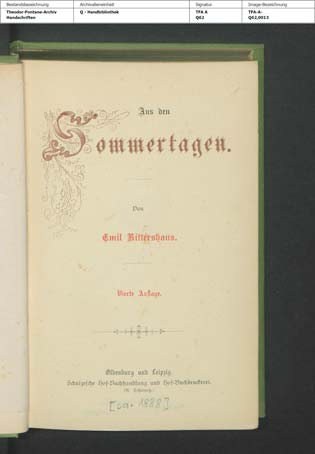 Bestandsbezeichnung Archivalieneinheit Signatur Image-Bezeichnung
Theodor-Fontane-Archiv Q - Handbibliothek TFA A TFA-A-
Handschriften Q62 Q62,0013
Aus den
Sommertagen.
Von
Emil Rittershaus.
Vierte Auflage.
Oldenburg und Leipzig.
Schulzesche Hof-Buchhandlung und Hof-Buchdruckerei.
[ca. 1888]